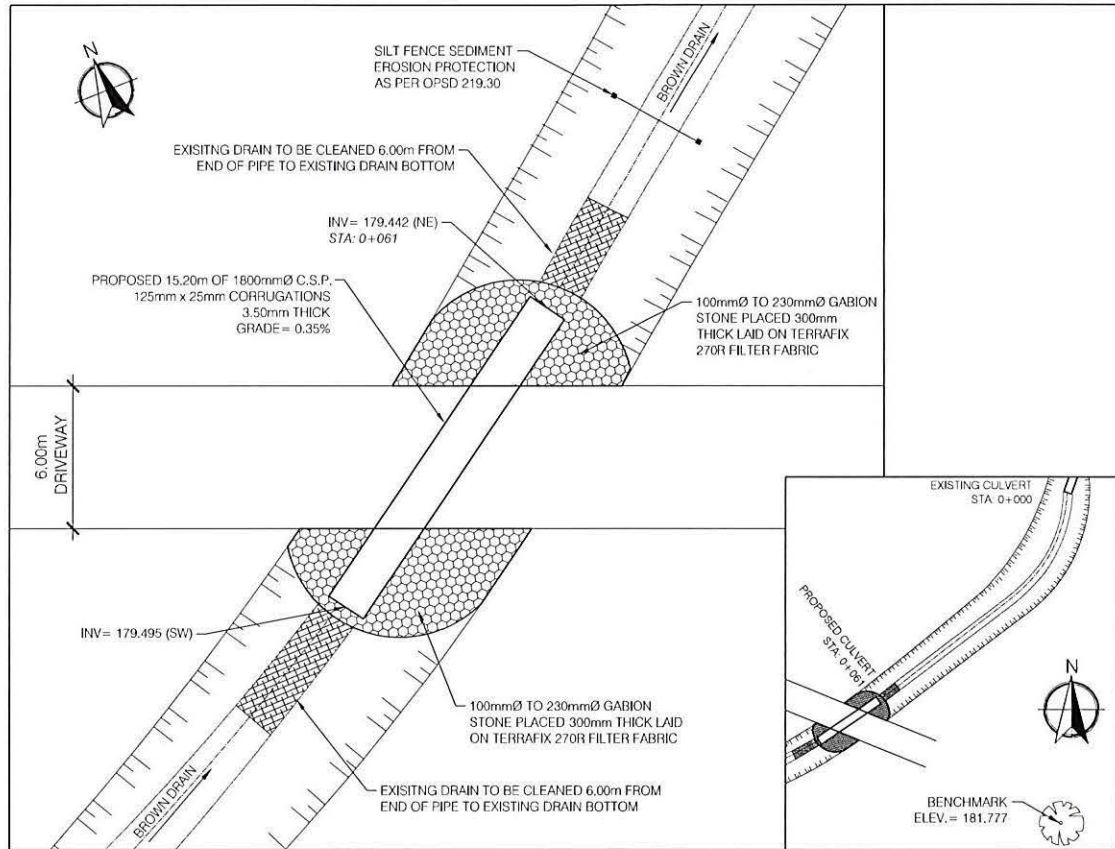 N
SILT FENCE SEDIMENT
EROSION PROTECTION
AS PER OPSD 219.30
BROWN DRAIN
EXISITNG DRAIN TO BE CLEANED 6.00m FROM
END OF PIPE TO EXISTING DRAIN BOTTOM
INV= 179.442 (NE)
STA: 0+061
PROPOSED 15.20m OF 1800mmØ C.S.P.
125mm x 25mm CORRUGATIONS
3.50mm THICK
GRADE= 0.35%
100mmØ TO 230mmØ GABION
STONE PLACED 300mm
THICK LAID ON TERRAFIX
270R FILTER FABRIC
6.00m
DRIVEWAY
INV= 179.495 (SW)
100mmØ TO 230mmØ GABION
STONE PLACED 300mm THICK LAID
ON TERRAFIX 270R FILTER FABRIC
EXISITNG DRAIN TO BE CLEANED 6.00m FROM
END OF PIPE TO EXISTING DRAIN BOTTOM
BROWN DRAIN
EXISTING CULVERT
STA: 0+000
PROPOSED CULVERT
STA: 0+061
N
BENCHMARK
ELEV.= 181.777